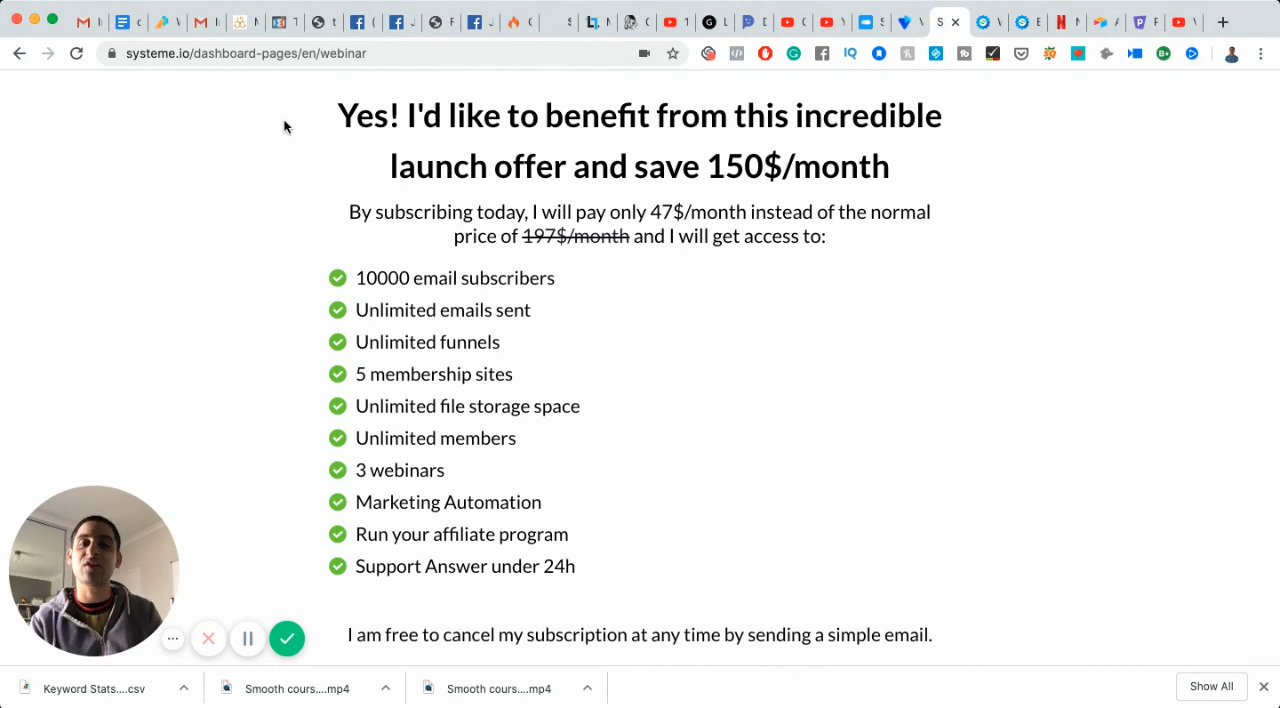 systeme.io/dashboard-pages/en/webinar
Yes! I'd like to benefit from this incredible
launch offer and save 150$/month
By subscribing today, I will pay only 47$/month instead of the normal
price of 197$/month and I will get access to:
10000 email subscribers
Unlimited emails sent
Unlimited funnels
5 membership sites
Unlimited file storage space
Unlimited members
3 webinars
Marketing Automation
Run your affiliate program
Support Answer under 24h
I am free to cancel my subscription at any time by sending a simple email.
Keyword Stats....csv
Smooth cours....mp4
Smooth cours....mp4
Show All